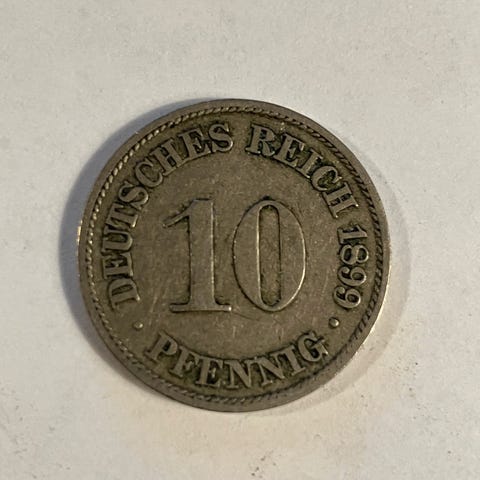 DEUTSCHES REICH 1899
10
· PFENNIG ·